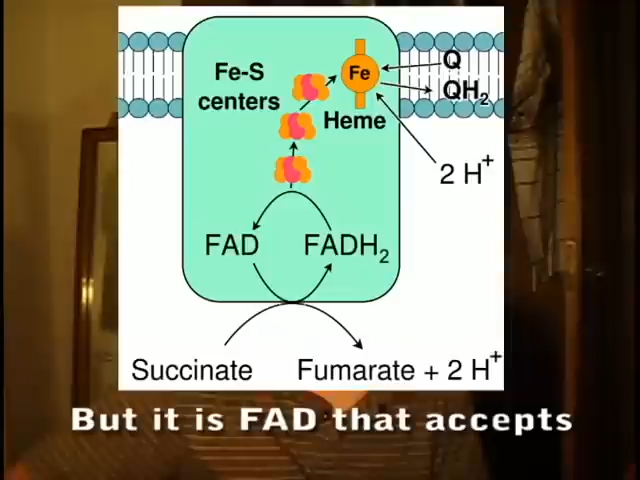 Fe-S
centers
Fe
Heme
Q
QH₂
2 H⁺
FAD
FADH₂
Succinate
Fumarate + 2 H⁺
But it is FAD that accepts